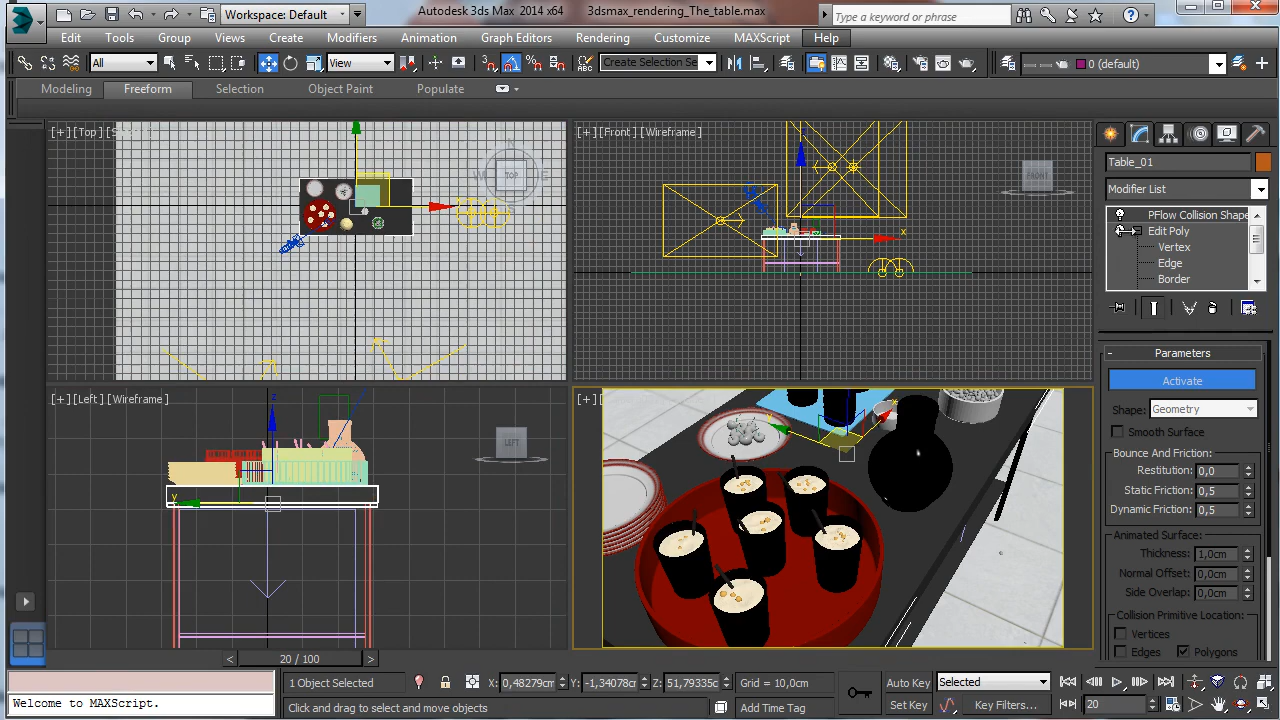 Workspace: Default
Autodesk 3ds Max 2014 x64 3dsmax_rendering_The_table.max
Type a keyword or phrase
Edit Tools Group Views Create Modifiers Animation Graph Editors Rendering Customize MAXScript Help
All View Create Selection Se 0 (default)
Modeling Freeform Selection Object Paint Populate
[+][Top]
[+][Front][Wireframe]
N
W TOP E
S
FRONT
x
Table_01
Modifier List
PFlow Collision Shape
Edit Poly
Vertex
Edge
Border
- Parameters
Activate
Shape: Geometry
Smooth Surface
Bounce And Friction:
Restitution: 0,0
Static Friction: 0,5
Dynamic Friction: 0,5
Animated Surface:
Thickness: 1,0cm
Normal Offset: 0,0cm
Side Overlap: 0,0cm
Collision Primitive Location:
Vertices
Edges Polygons
[+][Left][Wireframe]
z
LEFT
y
[+][
< 20 / 100 >
Welcome to MAXScript.
1 Object Selected
X: 0,48279cm Y: -1,34078cm Z: 51,79335c Grid = 10,0cm
Auto Key Selected
Click and drag to select and move objects
Add Time Tag
Set Key Key Filters... 20